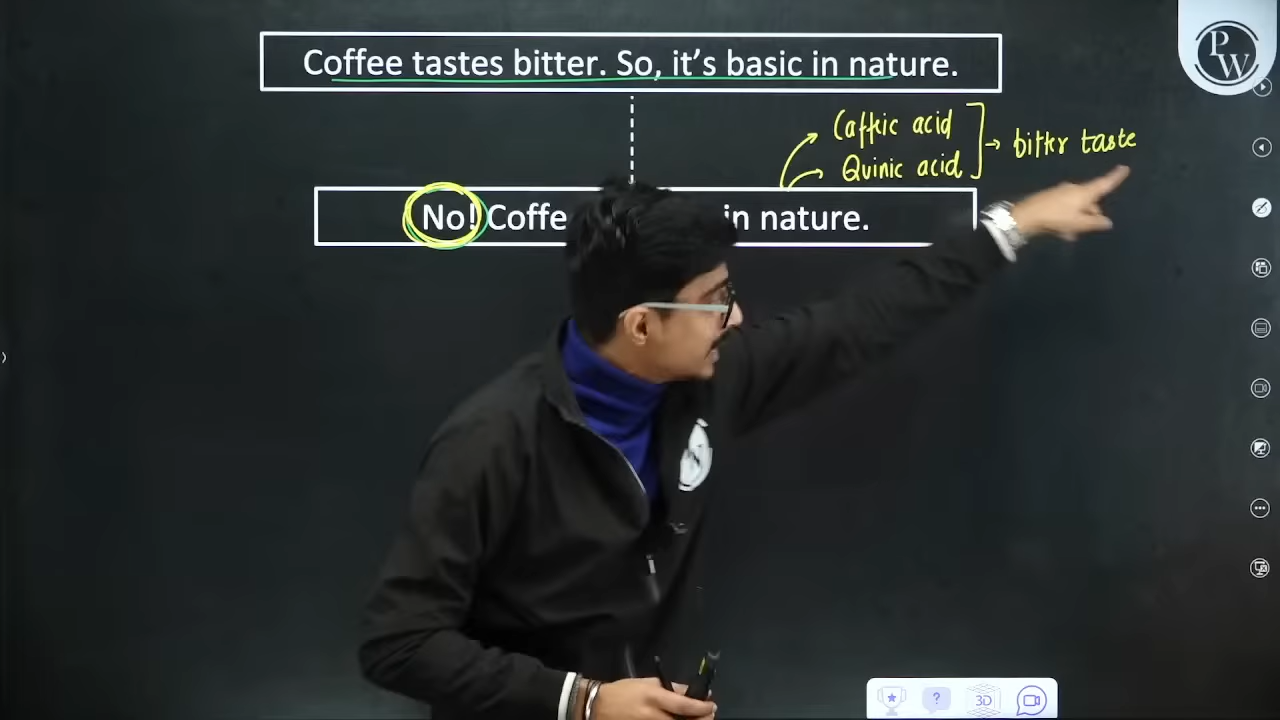 PW
Coffee tastes bitter. So, it's basic in nature.
Caffeic acid
Quinic acid
→ bitter taste
No! Coffe in nature.
?
3D